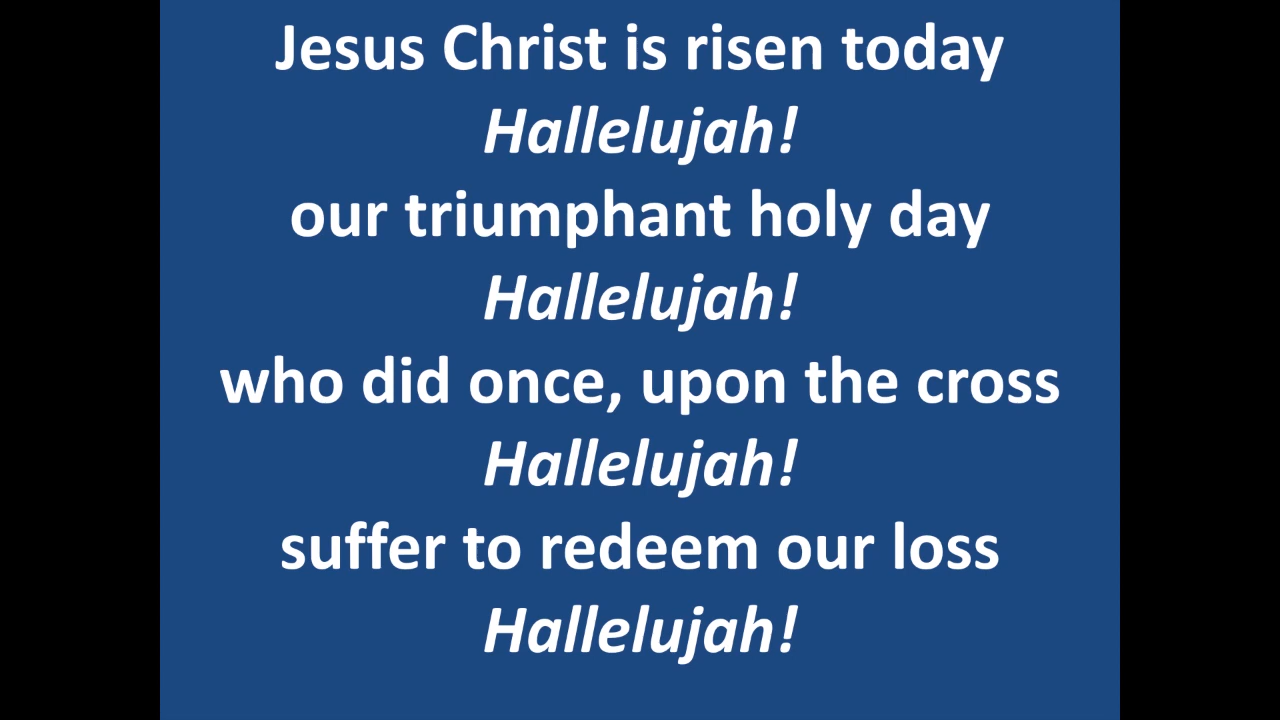 Jesus Christ is risen today
Hallelujah!
our triumphant holy day
Hallelujah!
who did once, upon the cross
Hallelujah!
suffer to redeem our loss
Hallelujah!